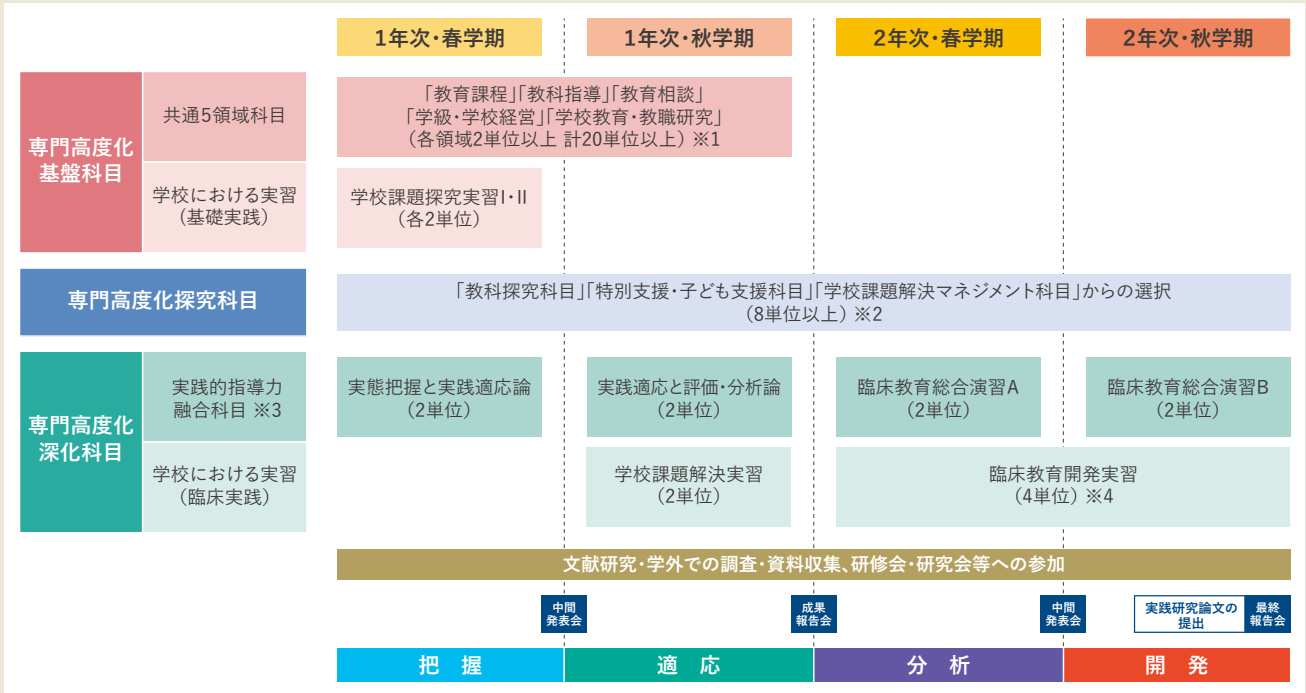 1年次・春学期
1年次・秋学期
2年次・春学期
2年次・秋学期
専門高度化
基盤科目
共通5領域科目
「教育課程」「教科指導」「教育相談」
「学級・学校経営」「学校教育・教職研究」
(各領域2単位以上 計20単位以上) ※1
学校における実習
(基礎実践)
学校課題探究実習I・II
(各2単位)
専門高度化探究科目
「教科探究科目」「特別支援・子ども支援科目」「学校課題解決マネジメント科目」からの選択
(8単位以上) ※2
専門高度化
深化科目
実践的指導力
融合科目 ※3
実態把握と実践適応論
(2単位)
実践適応と評価・分析論
(2単位)
臨床教育総合演習A
(2単位)
臨床教育総合演習B
(2単位)
学校における実習
(臨床実践)
学校課題解決実習
(2単位)
臨床教育開発実習
(4単位) ※4
文献研究・学外での調査・資料収集、研修会・研究会等への参加
中間
発表会
成果
報告会
中間
発表会
実践研究論文の
提出
最終
報告会
把 握
適 応
分 析
開 発